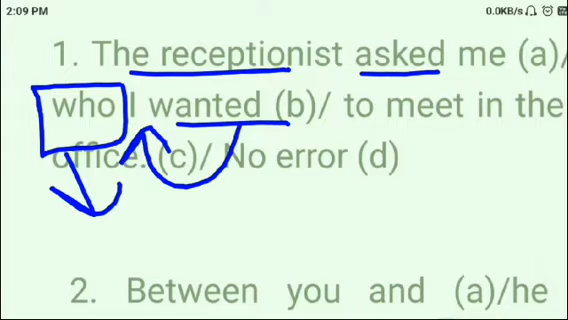 2:09 PM 0.0KB/s
1. The receptionist asked me (a)/
who I wanted (b)/ to meet in the
office. (c)/ No error (d)
2. Between you and (a)/he